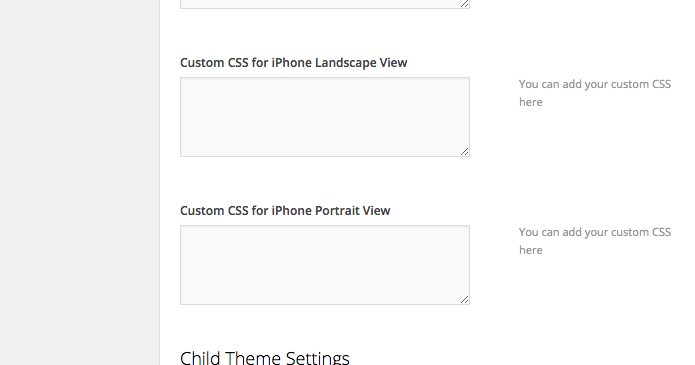 Custom CSS for iPhone Landscape View
You can add your custom CSS
here
Custom CSS for iPhone Portrait View
You can add your custom CSS
here
Child Theme Settings